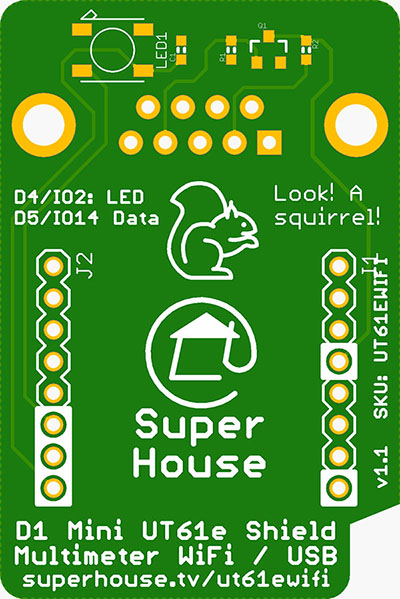 LED1
C1
R1
Q1
R2
D4/IO2: LED
D5/IO14 Data
Look! A
squirrel!
J2
J1
Super
House
v1.1 SKU: UT61EWIFI
D1 Mini UT61e Shield
Multimeter WiFi / USB
superhouse.tv/ut61ewifi